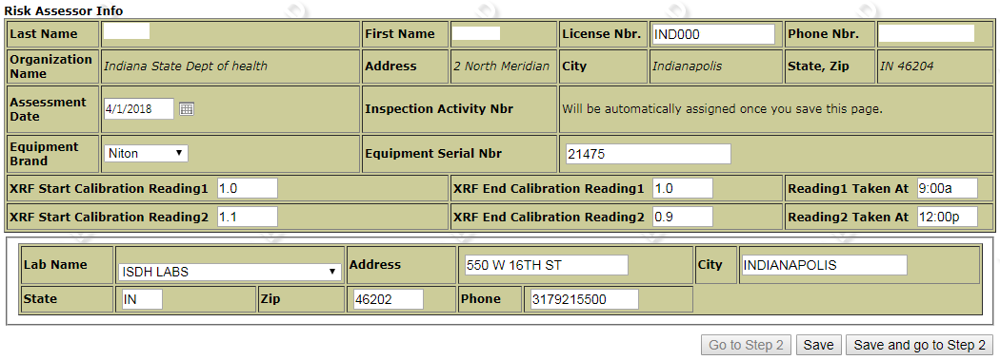 Risk Assessor Info
Last Name First Name License Nbr. IND000 Phone Nbr.
Organization Name Indiana State Dept of health Address 2 North Meridian City Indianapolis State, Zip IN 46204
Assessment Date 4/1/2018 Inspection Activity Nbr Will be automatically assigned once you save this page.
Equipment Brand Niton Equipment Serial Nbr 21475
XRF Start Calibration Reading1 1.0 XRF End Calibration Reading1 1.0 Reading1 Taken At 9:00a
XRF Start Calibration Reading2 1.1 XRF End Calibration Reading2 0.9 Reading2 Taken At 12:00p
Lab Name ISDH LABS Address 550 W 16TH ST City INDIANAPOLIS
State IN Zip 46202 Phone 3179215500
Go to Step 2 Save Save and go to Step 2